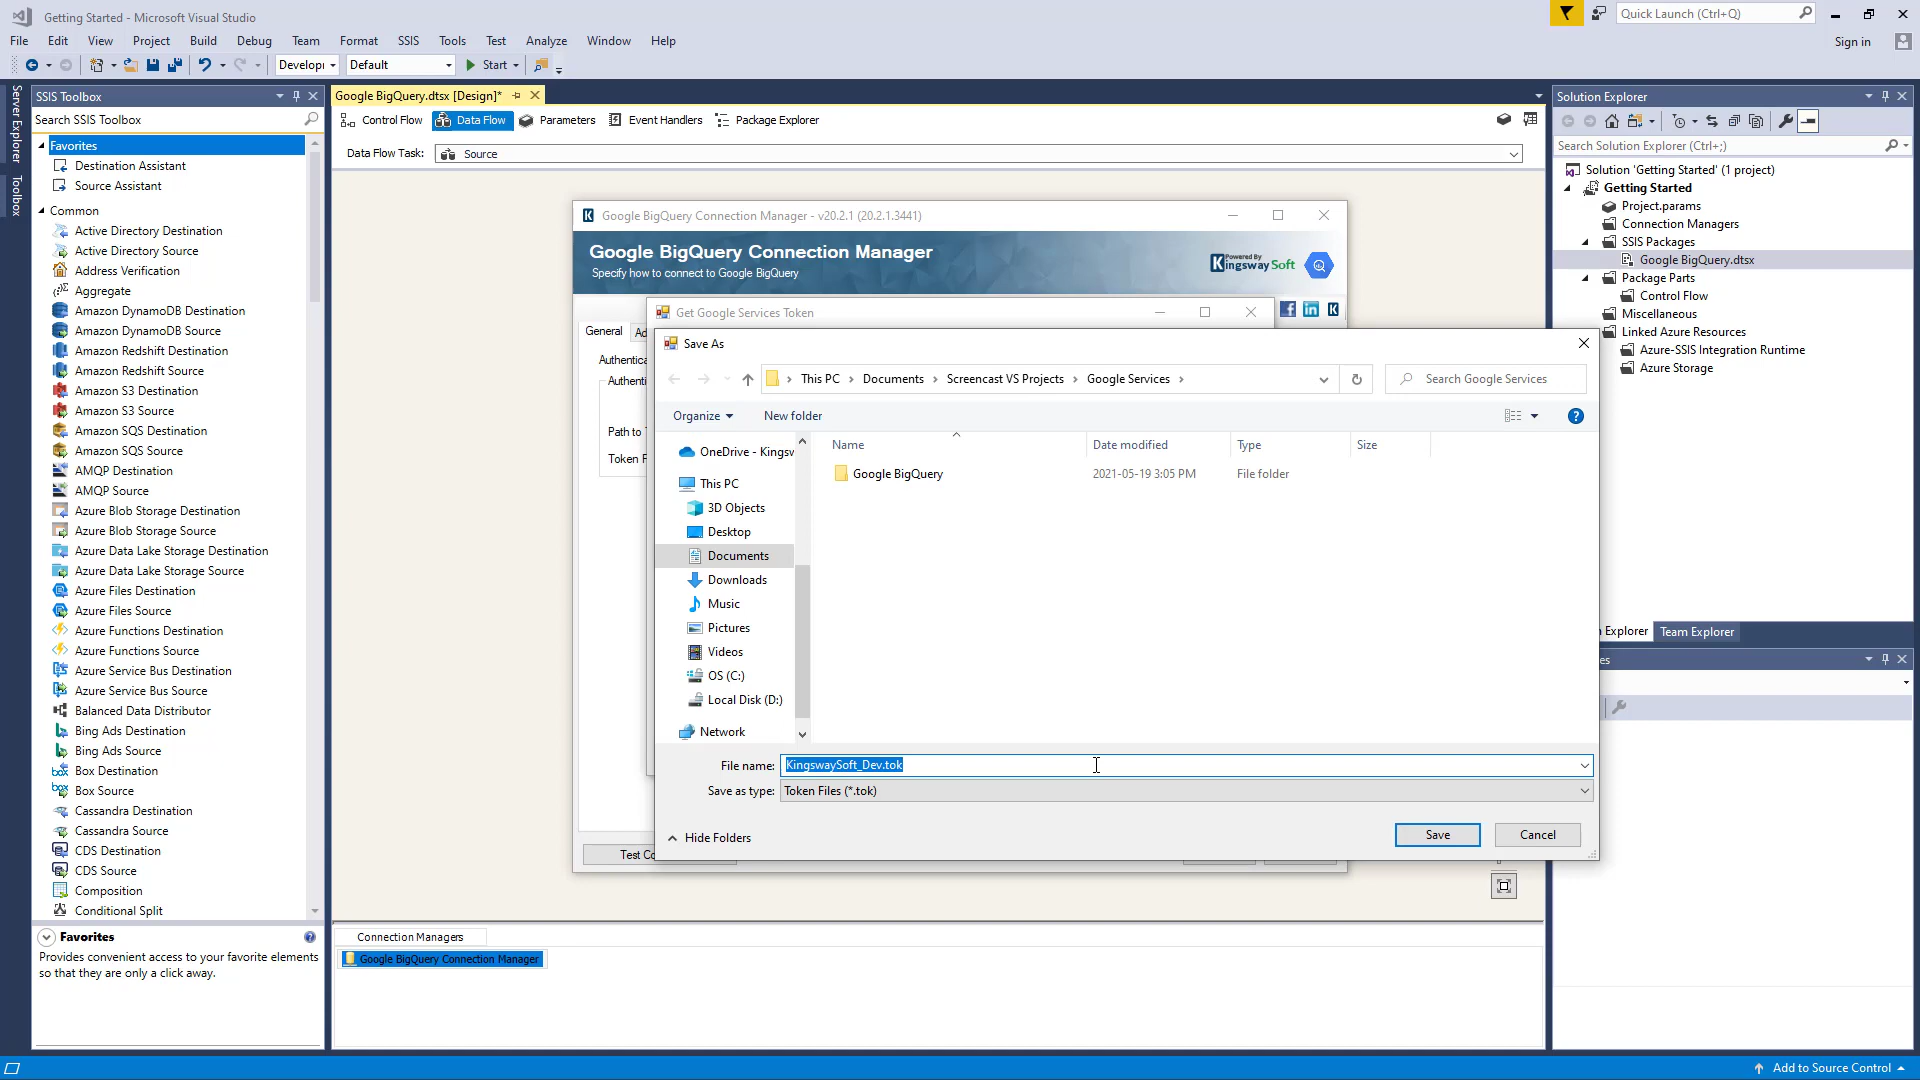 Getting Started - Microsoft Visual Studio
Quick Launch (Ctrl+Q)
File Edit View Project Build Debug Team Format SSIS Tools Test Analyze Window Help
Sign in
Default
Start
Server Explorer
Toolbox
SSIS Toolbox
Search SSIS Toolbox
Favorites
Destination Assistant
Source Assistant
Common
Active Directory Destination
Active Directory Source
Address Verification
Aggregate
Amazon DynamoDB Destination
Amazon DynamoDB Source
Amazon Redshift Destination
Amazon Redshift Source
Amazon S3 Destination
Amazon S3 Source
Amazon SQS Destination
Amazon SQS Source
AMQP Destination
AMQP Source
Azure Blob Storage Destination
Azure Blob Storage Source
Azure Data Lake Storage Destination
Azure Data Lake Storage Source
Azure Files Destination
Azure Files Source
Azure Functions Destination
Azure Functions Source
Azure Service Bus Destination
Azure Service Bus Source
Balanced Data Distributor
Bing Ads Destination
Bing Ads Source
Box Destination
Box Source
Cassandra Destination
Cassandra Source
CDS Destination
CDS Source
Composition
Conditional Split
Favorites
Provides convenient access to your favorite elements
so that they are only a click away.
Google BigQuery.dtsx [Design]*
Control Flow Data Flow Parameters Event Handlers Package Explorer
Data Flow Task: Source
Google BigQuery Connection Manager - v20.2.1 (20.2.1.3441)
Google BigQuery Connection Manager
Specify how to connect to Google BigQuery
Powered By
KingswaySoft
General
Get Google Services Token
Path to
Save As
This PC > Documents > Screencast VS Projects > Google Services >
Search Google Services
Organize New folder
OneDrive - Kingsw
This PC
3D Objects
Desktop
Documents
Downloads
Music
Pictures
Videos
OS (C:)
Local Disk (D:)
Network
Name Date modified Type Size
Google BigQuery 2021-05-19 3:05 PM File folder
File name: KingswaySoft_Dev.tok
Save as type: Token Files (*.tok)
Hide Folders
Save Cancel
Connection Managers
Google BigQuery Connection Manager
Solution Explorer
Search Solution Explorer (Ctrl+;)
Solution 'Getting Started' (1 project)
Getting Started
Project.params
Connection Managers
SSIS Packages
Google BigQuery.dtsx
Package Parts
Control Flow
Miscellaneous
Linked Azure Resources
Azure-SSIS Integration Runtime
Azure Storage
Explorer Team Explorer
Add to Source Control